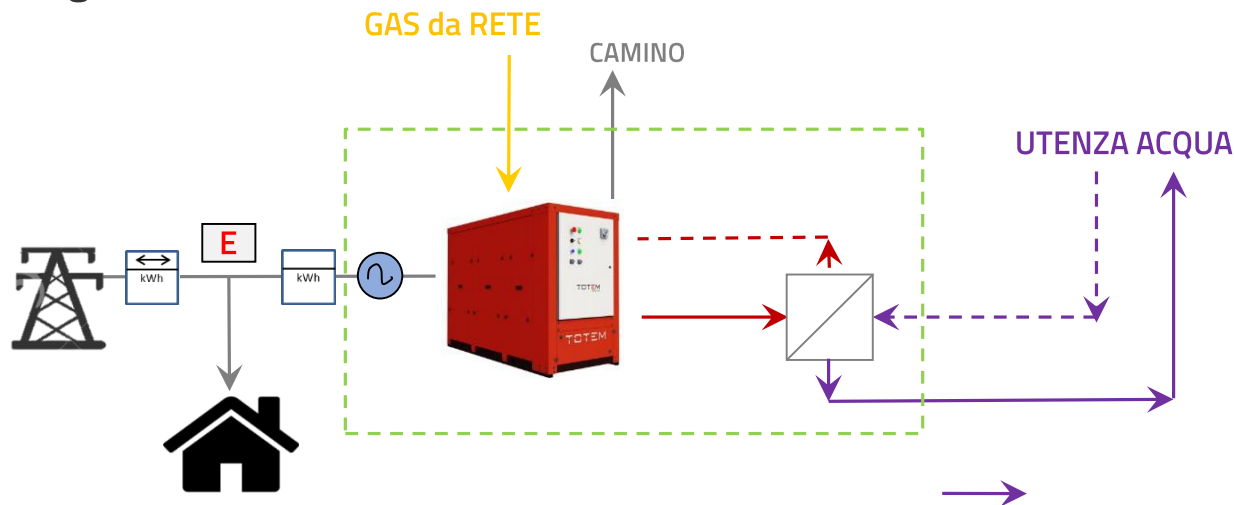 GAS da RETE
CAMINO
UTENZA ACQUA
E
kWh
kWh
TOTEM
TOTEM